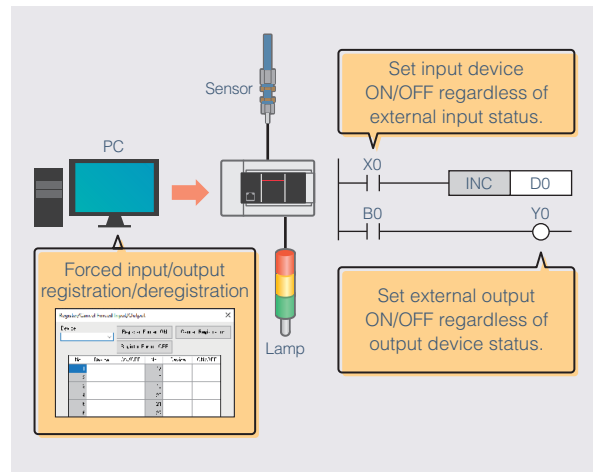 Set input device
ON/OFF regardless of
external input status.
Sensor
PC
X0
INC D0
B0 Y0
Forced input/output
registration/deregistration
Device
Set external output
ON/OFF regardless of
output device status.
Lamp